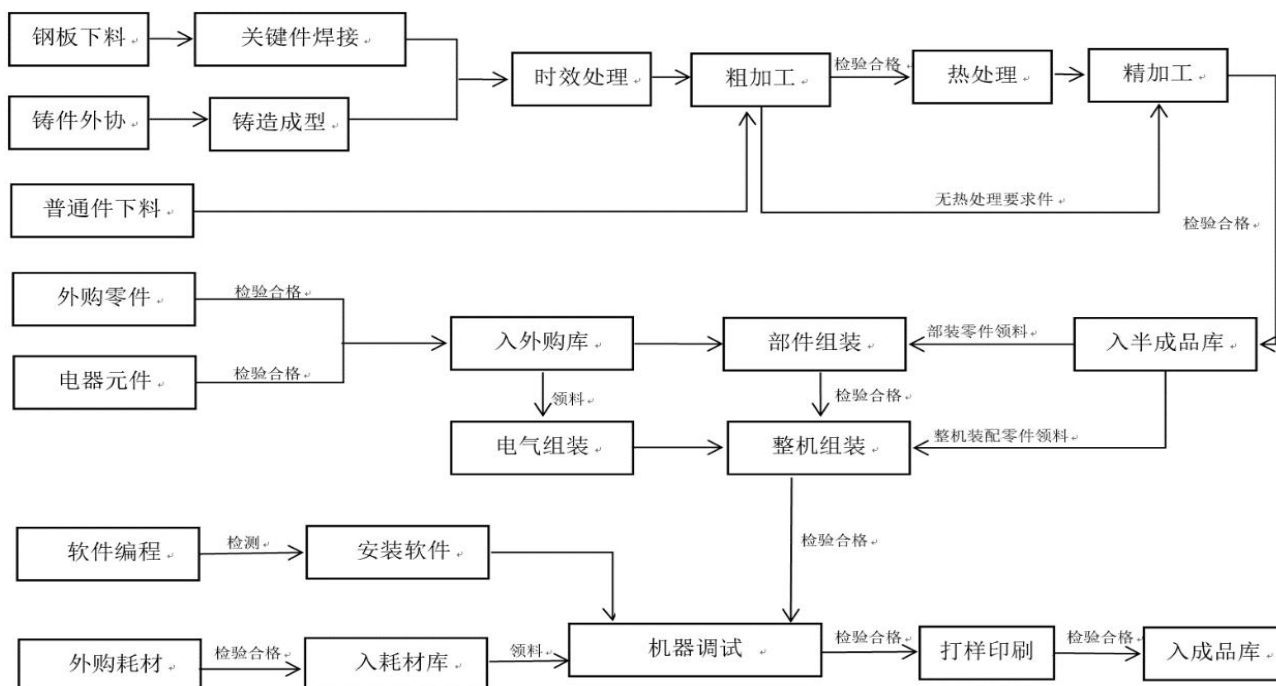 钢板下料
关键件焊接
时效处理
粗加工
检验合格
热处理
精加工
铸件外协
铸造成型
普通件下料
无热处理要求件
检验合格
外购零件
检验合格
入外购库
部件组装
部装零件领料
入半成品库
电器元件
检验合格
领料
检验合格
电气组装
整机组装
整机装配零件领料
软件编程
检测
安装软件
检验合格
外购耗材
检验合格
入耗材库
领料
机器调试
检验合格
打样印刷
检验合格
入成品库